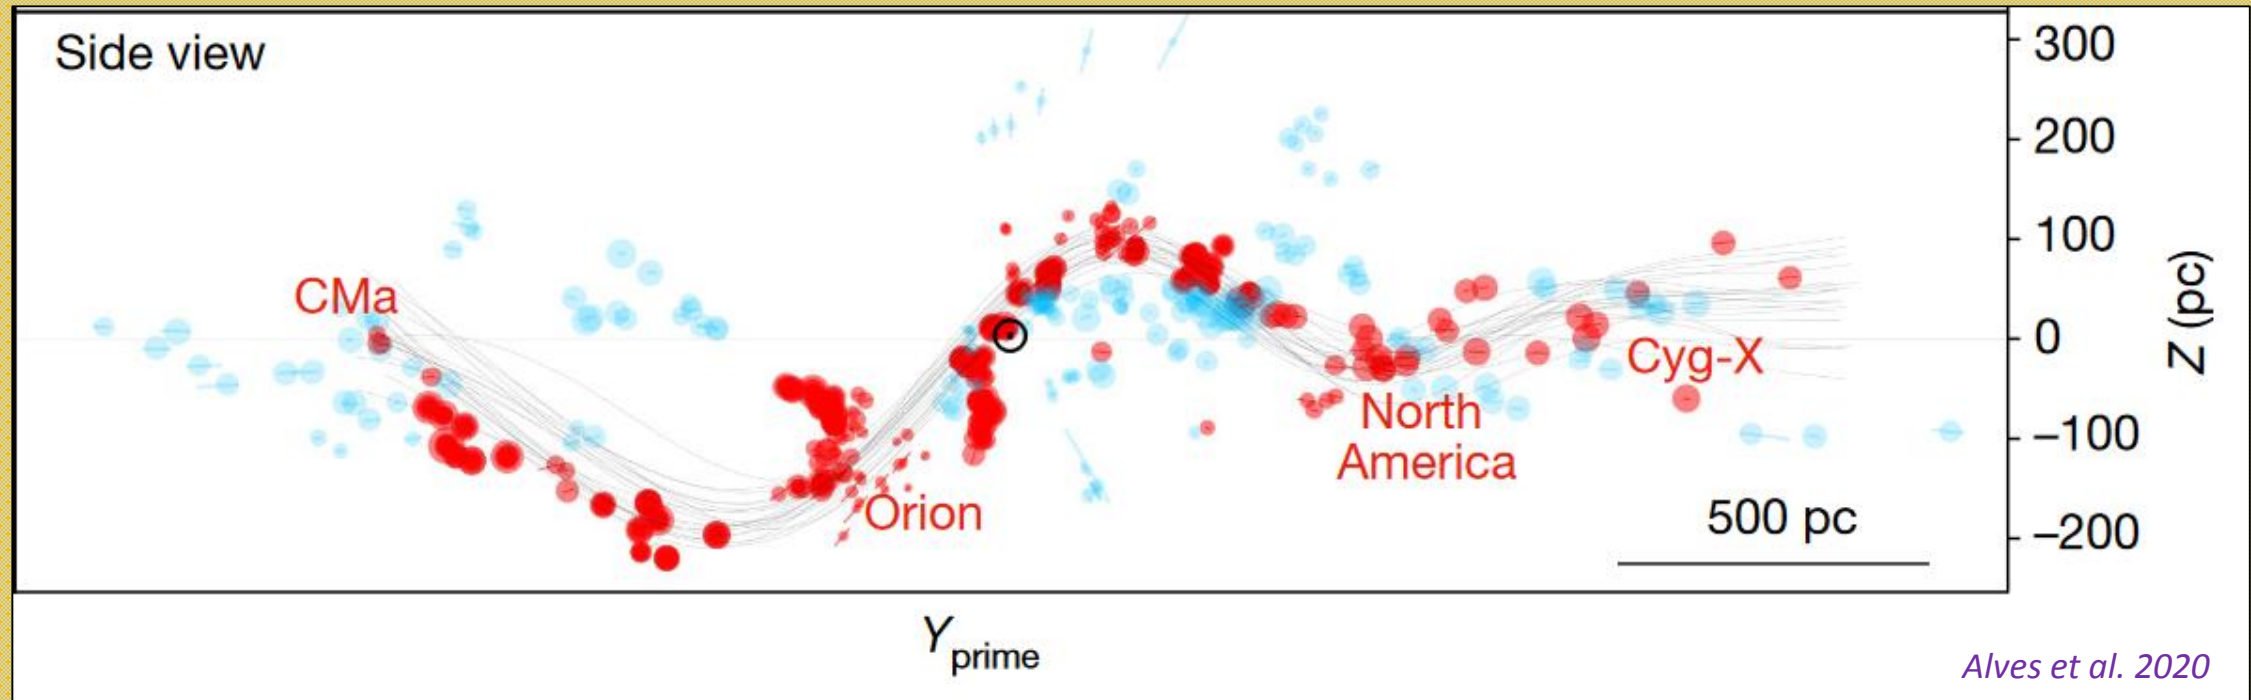 Side view
300
200
100
0
−100
−200
Z (pc)
CMa
Orion
North
America
Cyg-X
500 pc
Yprime
Alves et al. 2020